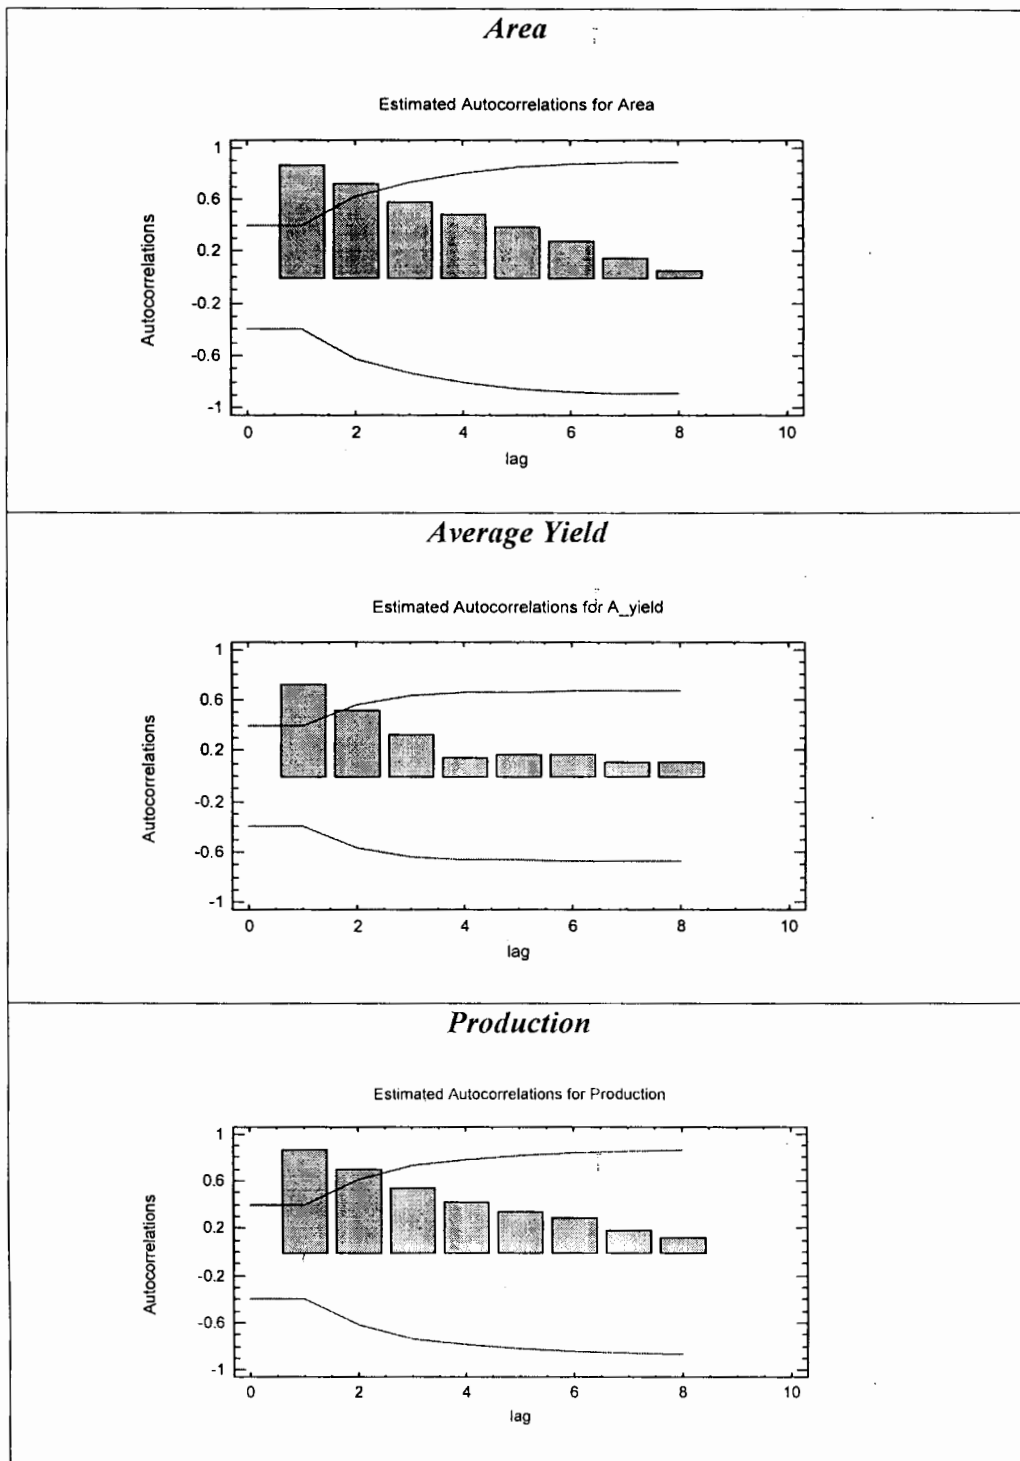 Area
Estimated Autocorrelations for Area
Autocorrelations
1
0.6
0.2
-0.2
-0.6
-1
0 2 4 6 8 10
lag
Average Yield
Estimated Autocorrelations for A_yield
Autocorrelations
1
0.6
0.2
-0.2
-0.6
-1
0 2 4 6 8 10
lag
Production
Estimated Autocorrelations for Production
Autocorrelations
1
0.6
0.2
-0.2
-0.6
-1
0 2 4 6 8 10
lag